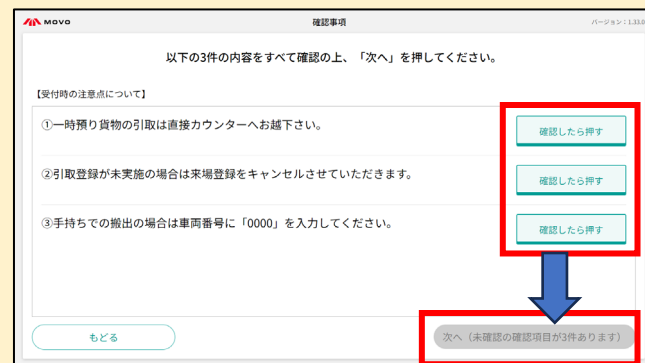 MOVO 確認事項 バージョン：1.33.0
以下の3件の内容をすべて確認の上、「次へ」を押してください。
【受付時の注意点について】
①一時預り貨物の引取は直接カウンターへお越下さい。 確認したら押す
②引取登録が未実施の場合は来場登録をキャンセルさせていただきます。 確認したら押す
③手持ちでの搬出の場合は車両番号に「0000」を入力してください。 確認したら押す
もどる 次へ（未確認の確認項目が3件あります）